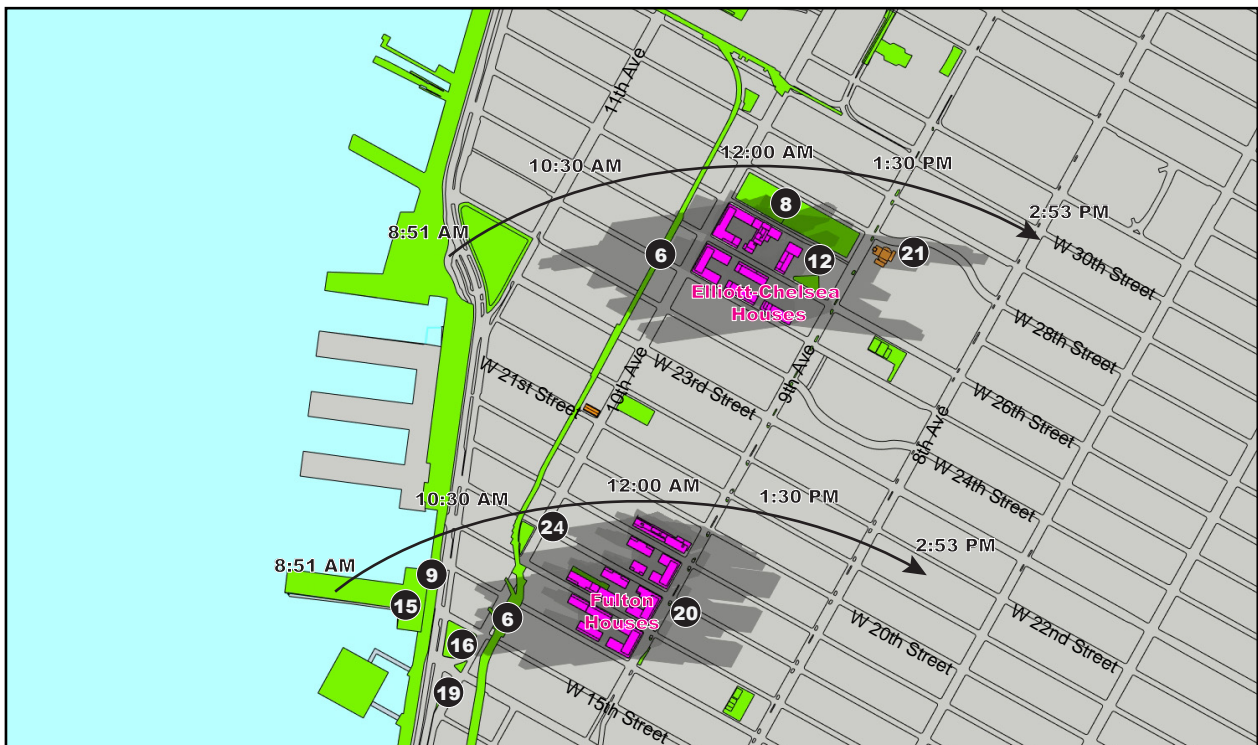 11th Ave
12:00 AM
10:30 AM
1:30 PM
8
2:53 PM
8:51 AM
6
12
21
W 30th Street
Elliott-Chelsea
Houses
W 28th Street
W 21st Street
10th Ave
W 23rd Street
9th Ave
W 26th Street
8th Ave
W 24th Street
12:00 AM
10:30 AM
1:30 PM
24
2:53 PM
8:51 AM
9
15
Fulton
Houses
20
6
16
W 20th Street
W 22nd Street
19
W 15th Street